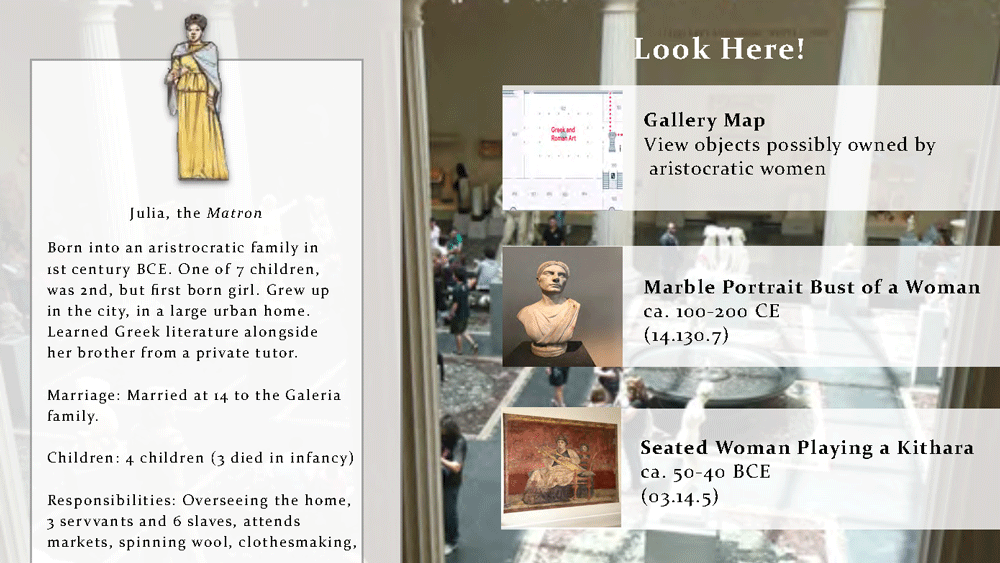 Julia, the Matron
Born into an aristrocratic family in
1st century BCE. One of 7 children,
was 2nd, but first born girl. Grew up
in the city, in a large urban home.
Learned Greek literature alongside
her brother from a private tutor.
Marriage: Married at 14 to the Galeria
family.
Children: 4 children (3 died in infancy)
Responsibilities: Overseeing the home,
3 servvants and 6 slaves, attends
markets, spinning wool, clothesmaking,
Look Here!
Greek and
Roman Art
Gallery Map
View objects possibly owned by
aristocratic women
Marble Portrait Bust of a Woman
ca. 100-200 CE
(14.130.7)
Seated Woman Playing a Kithara
ca. 50-40 BCE
(03.14.5)